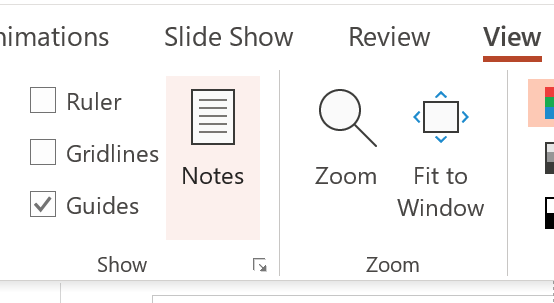 nimations Slide Show Review View
Ruler
Gridlines
Guides
Notes
Zoom
Fit to
Window
Show
Zoom